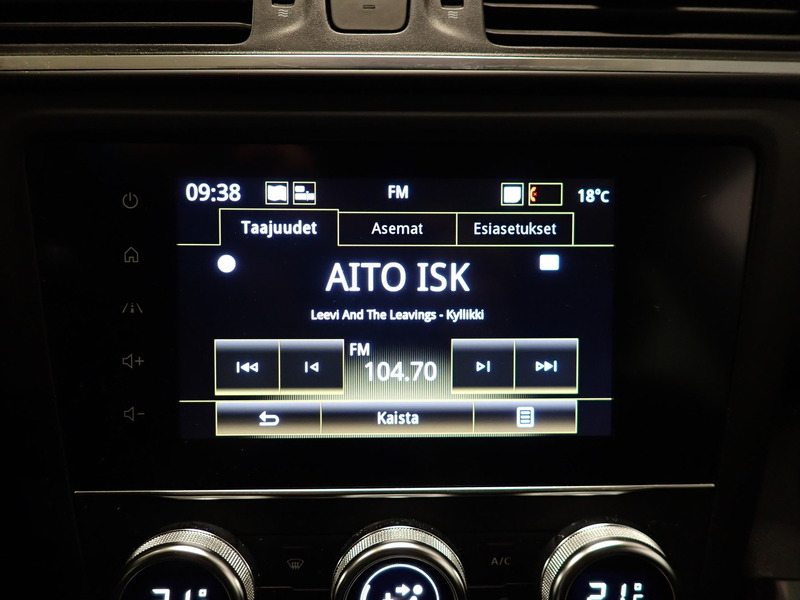 09:38 FM 18°C
Taajuudet Asemat Esiasetukset
AITO ISK
Leevi And The Leavings - Kyllikki
FM
104.70
Kaista
A/C